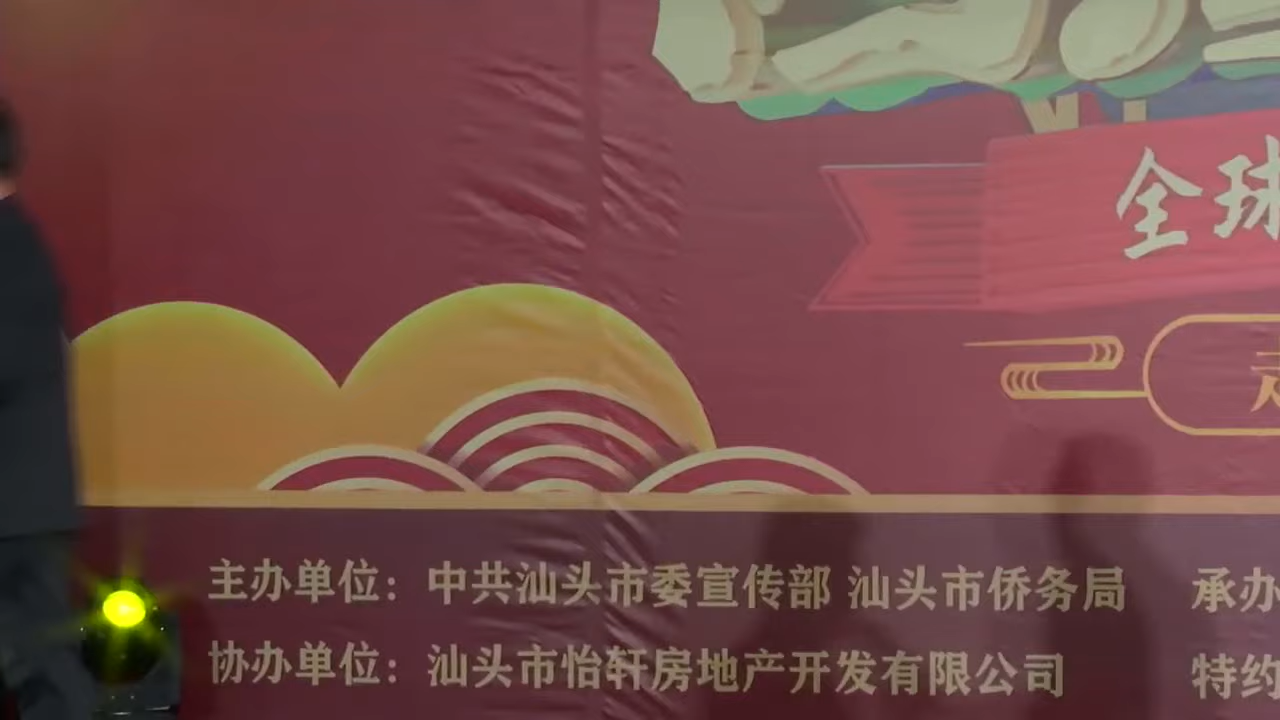 全球
主办单位：中共汕头市委宣传部 汕头市侨务局 承办
协办单位：汕头市怡轩房地产开发有限公司 特约